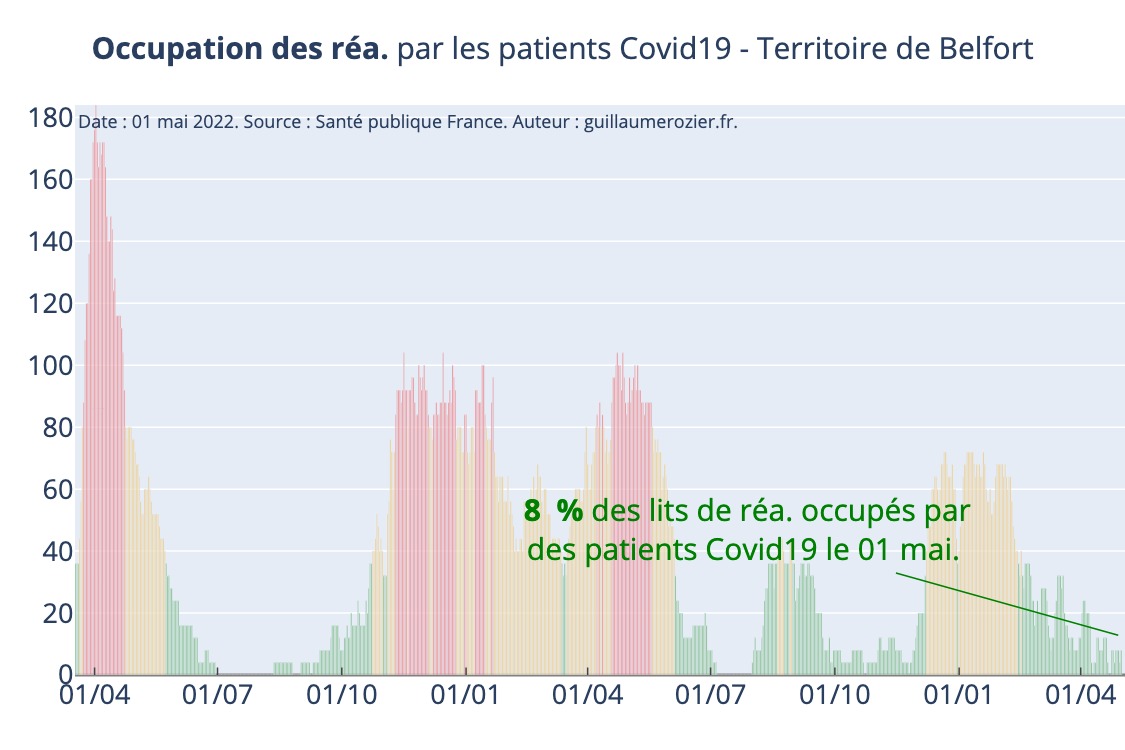 Occupation des réa. par les patients Covid19 - Territoire de Belfort
180
Date : 01 mai 2022. Source : Santé publique France. Auteur : guillaumerozier.fr.
160
140
120
100
80
60
8 % des lits de réa. occupés par
des patients Covid19 le 01 mai.
40
20
0
01/04 01/07 01/10 01/01 01/04 01/07 01/10 01/01 01/04